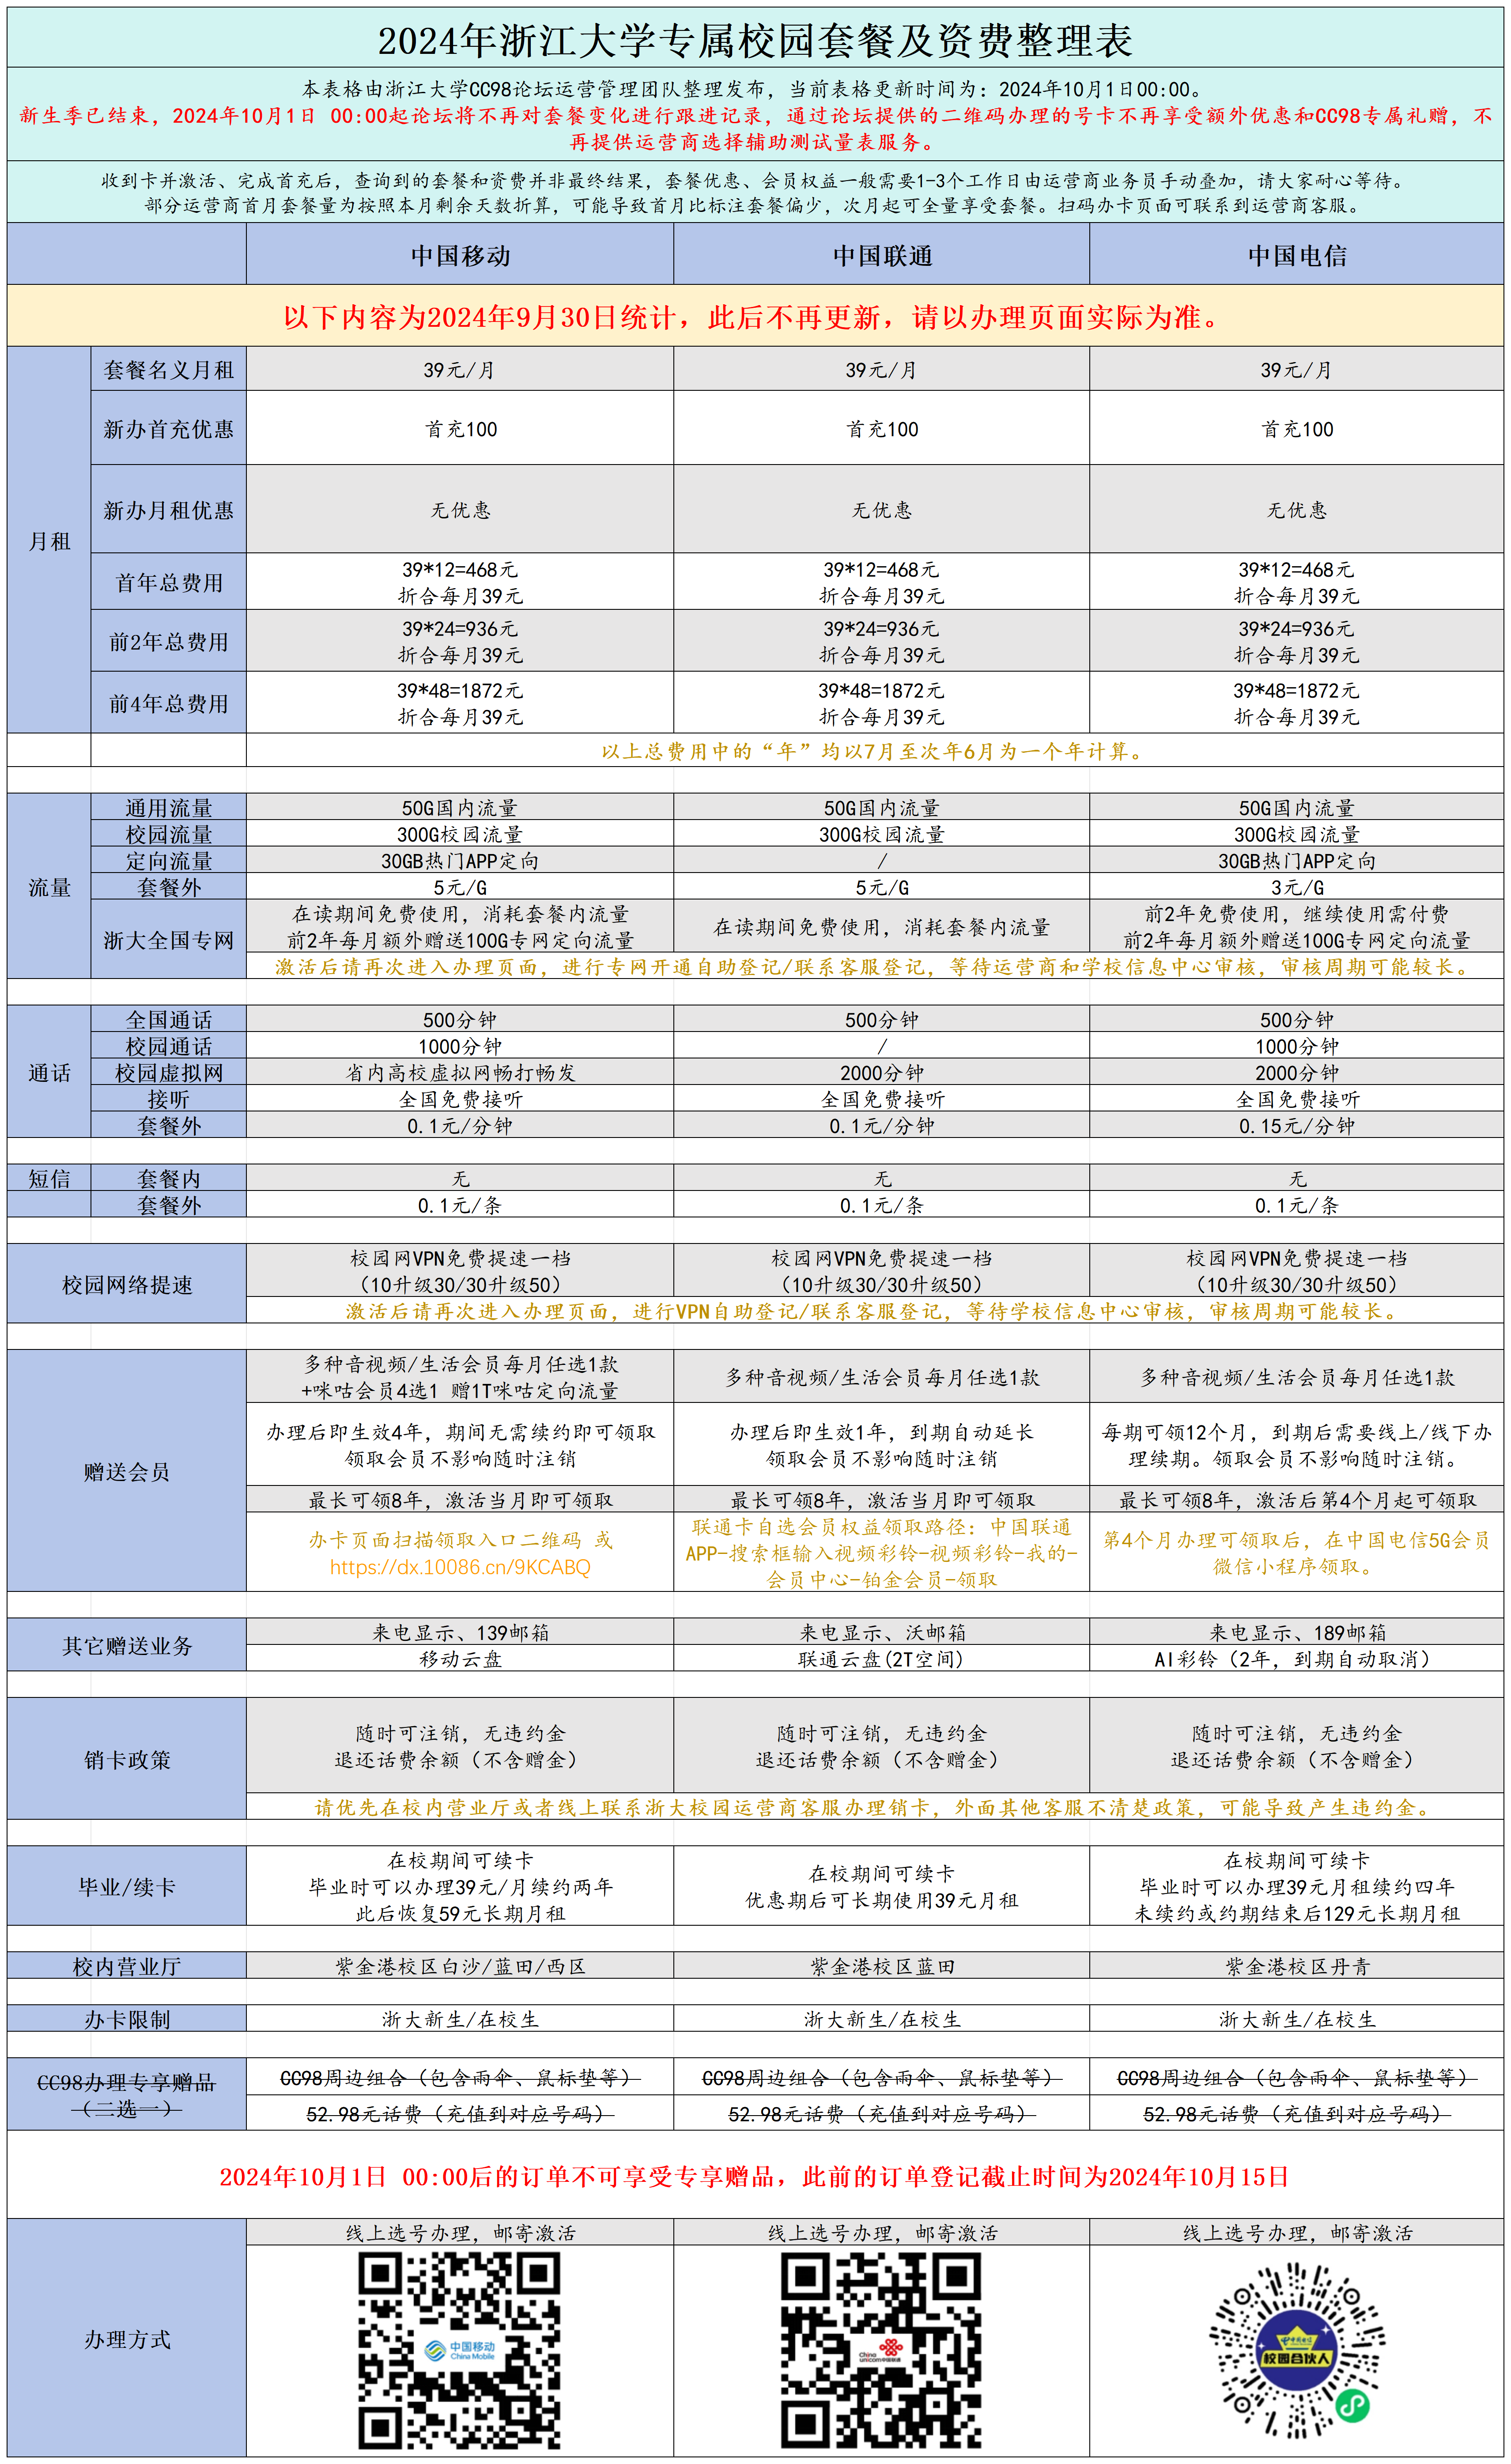 2024年浙江大学专属校园套餐及资费整理表
本表格由浙江大学CC98论坛运营管理团队整理发布，当前表格更新时间为：2024年10月1日00:00。
新生季已结束，2024年10月1日 00:00起论坛将不再对套餐变化进行跟进记录，通过论坛提供的二维码办理的号卡不再享受额外优惠和CC98专属礼赠，不
再提供运营商选择辅助测试量表服务。
收到卡并激活、完成首充后，查询到的套餐和资费并非最终结果，套餐优惠、会员权益一般需要1-3个工作日由运营商业务员手动叠加，请大家耐心等待。
部分运营商首月套餐量为按照本月剩余天数折算，可能导致首月比标注套餐偏少，次月起可全量享受套餐。扫码办卡页面可联系到运营商客服。
中国移动 中国联通 中国电信
以下内容为2024年9月30日统计，此后不再更新，请以办理页面实际为准。
月租
套餐名义月租 39元/月 39元/月 39元/月
新办首充优惠 首充100 首充100 首充100
新办月租优惠 无优惠 无优惠 无优惠
首年总费用
39*12=468元 39*12=468元 39*12=468元
折合每月39元 折合每月39元 折合每月39元
前2年总费用
39*24=936元 39*24=936元 39*24=936元
折合每月39元 折合每月39元 折合每月39元
前4年总费用
39*48=1872元 39*48=1872元 39*48=1872元
折合每月39元 折合每月39元 折合每月39元
以上总费用中的“年”均以7月至次年6月为一个年计算。
流量
通用流量 50G国内流量 50G国内流量 50G国内流量
校园流量 300G校园流量 300G校园流量 300G校园流量
定向流量 30GB热门APP定向 / 30GB热门APP定向
套餐外 5元/G 5元/G 3元/G
浙大全国专网
在读期间免费使用，消耗套餐内流量
前2年每月额外赠送100G专网定向流量
在读期间免费使用，消耗套餐内流量
前2年免费使用，继续使用需付费
前2年每月额外赠送100G专网定向流量
激活后请再次进入办理页面，进行专网开通自助登记/联系客服登记，等待运营商和学校信息中心审核，审核周期可能较长。
通话
全国通话 500分钟 500分钟 500分钟
校园通话 1000分钟 / 1000分钟
校园虚拟网 省内高校虚拟网畅打畅发 2000分钟 2000分钟
接听 全国免费接听 全国免费接听 全国免费接听
套餐外 0.1元/分钟 0.1元/分钟 0.15元/分钟
短信 套餐内 无 无 无
套餐外 0.1元/条 0.1元/条 0.1元/条
校园网络提速
校园网VPN免费提速一档 校园网VPN免费提速一档 校园网VPN免费提速一档
（10升级30/30升级50） （10升级30/30升级50） （10升级30/30升级50）
激活后请再次进入办理页面，进行VPN自助登记/联系客服登记，等待学校信息中心审核，审核周期可能较长。
赠送会员
多种音视频/生活会员每月任选1款
+咪咕会员4选1 赠1T咪咕定向流量
多种音视频/生活会员每月任选1款
多种音视频/生活会员每月任选1款
办理后即生效4年，期间无需续约即可领取
领取会员不影响随时注销
办理后即生效1年，到期自动延长
领取会员不影响随时注销
每期可领12个月，到期后需要线上/线下办
理续期。领取会员不影响随时注销。
最长可领8年，激活当月即可领取 最长可领8年，激活当月即可领取 最长可领8年，激活后第4个月起可领取
办卡页面扫描领取入口二维码 或
https://dx.10086.cn/9KCABQ
联通卡自选会员权益领取路径：中国联通
APP-搜索框输入视频彩铃-视频彩铃-我的-
会员中心-铂金会员-领取
第4个月办理可领取后，在中国电信5G会员
微信小程序领取。
其它赠送业务
来电显示、139邮箱 来电显示、沃邮箱 来电显示、189邮箱
移动云盘 联通云盘(2T空间) AI彩铃（2年，到期自动取消）
销卡政策
随时可注销，无违约金 随时可注销，无违约金 随时可注销，无违约金
退还话费余额（不含赠金） 退还话费余额（不含赠金） 退还话费余额（不含赠金）
请优先在校内营业厅或者线上联系浙大校园运营商客服办理销卡，外面其他客服不清楚政策，可能导致产生违约金。
毕业/续卡
在校期间可续卡
毕业时可以办理39元/月续约两年
此后恢复59元长期月租
在校期间可续卡
优惠期后可长期使用39元月租
在校期间可续卡
毕业时可以办理39元月租续约四年
未续约或约期结束后129元长期月租
校内营业厅 紫金港校区白沙/蓝田/西区 紫金港校区蓝田 紫金港校区丹青
办卡限制 浙大新生/在校生 浙大新生/在校生 浙大新生/在校生
CC98办理专享赠品
（二选一）
CC98周边组合（包含雨伞、鼠标垫等） CC98周边组合（包含雨伞、鼠标垫等） CC98周边组合（包含雨伞、鼠标垫等）
52.98元话费（充值到对应号码） 52.98元话费（充值到对应号码） 52.98元话费（充值到对应号码）
2024年10月1日 00:00后的订单不可享受专享赠品，此前的订单登记截止时间为2024年10月15日
办理方式
线上选号办理，邮寄激活 线上选号办理，邮寄激活 线上选号办理，邮寄激活
中国移动
China Mobile
China
unicom中国联通
中国电信
校园合伙人